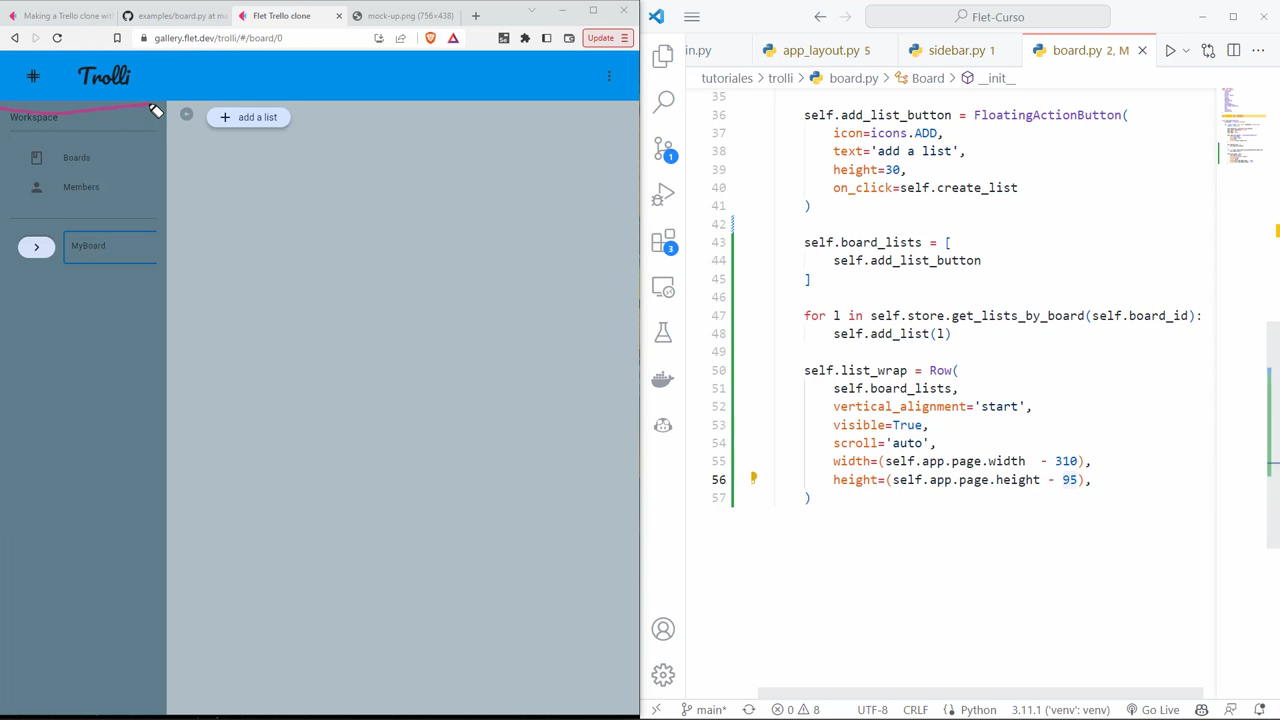 Making a Trello clone with
examples/board.py at m
Flet Trello clone
mock-up.png (756×438)
gallery.flet.dev/trolli/#/board/0
Update
Trolli
Workspace
Boards
Members
MyBoard
+ add a list
Flet-Curso
in.py
app_layout.py 5
sidebar.py 1
board.py 2, M
tutoriales > trolli > board.py > Board > __init__
35
36 self.add_list_button = FloatingActionButton(
37 icon=icons.ADD,
38 text='add a list',
39 height=30,
40 on_click=self.create_list
41 )
42
43 self.board_lists = [
44 self.add_list_button
45 ]
46
47 for l in self.store.get_lists_by_board(self.board_id):
48 self.add_list(l)
49
50 self.list_wrap = Row(
51 self.board_lists,
52 vertical_alignment='start',
53 visible=True,
54 scroll='auto',
55 width=(self.app.page.width  - 310),
56 height=(self.app.page.height - 95),
57 )
1
3
main*
0
8
UTF-8
CRLF
Python
3.11.1 ('venv': venv)
Go Live